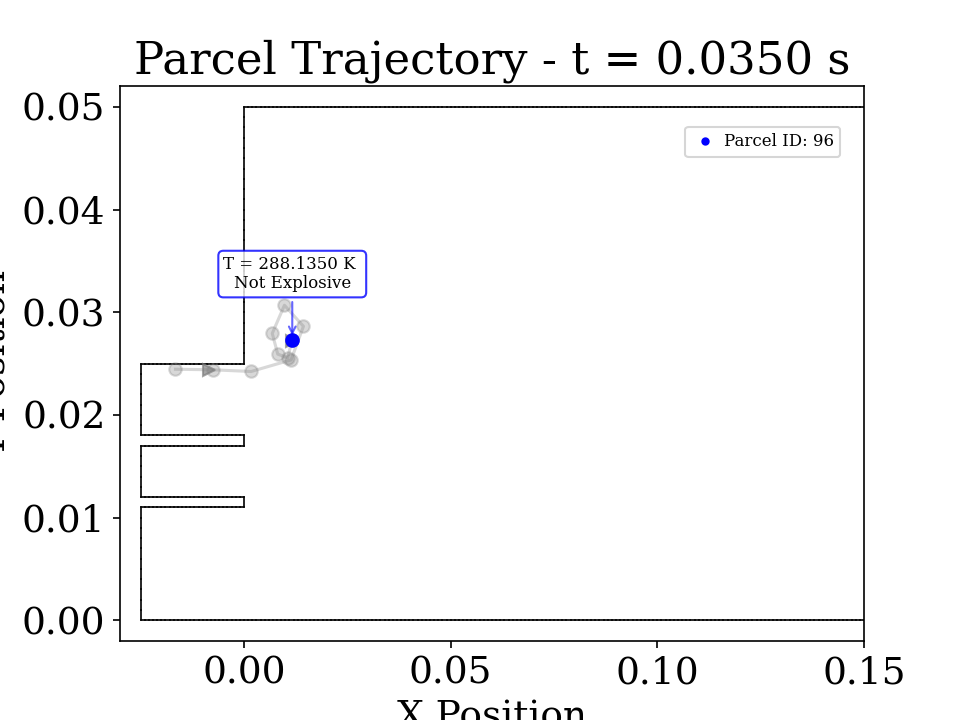 Parcel Trajectory - t = 0.0350 s
0.05
Parcel ID: 96
0.04
T = 288.1350 K
Not Explosive
0.03
0.02
0.01
0.00
0.00 0.05 0.10 0.15
X Position